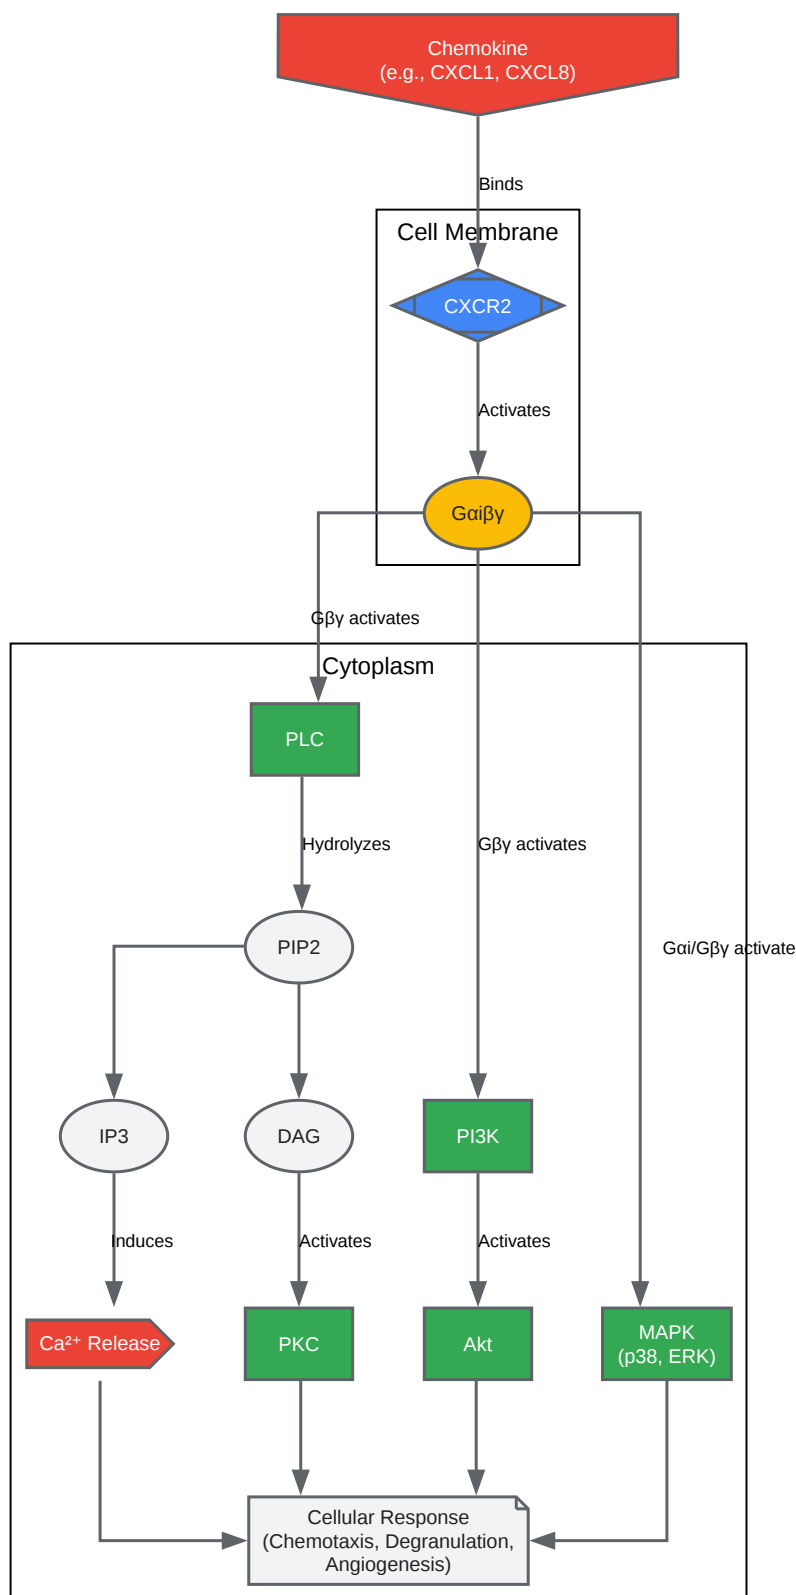 Chemokine
(e.g., CXCL1, CXCL8)
Binds
Cell Membrane
CXCR2
Activates
Gαiβγ
Gβγ activates
Cytoplasm
PLC
Hydrolyzes
Gβγ activates
PIP2
Gαi/Gβγ activate
IP3
DAG
PI3K
Induces
Activates
Activates
Ca²⁺ Release
PKC
Akt
MAPK
(p38, ERK)
Cellular Response
(Chemotaxis, Degranulation,
Angiogenesis)